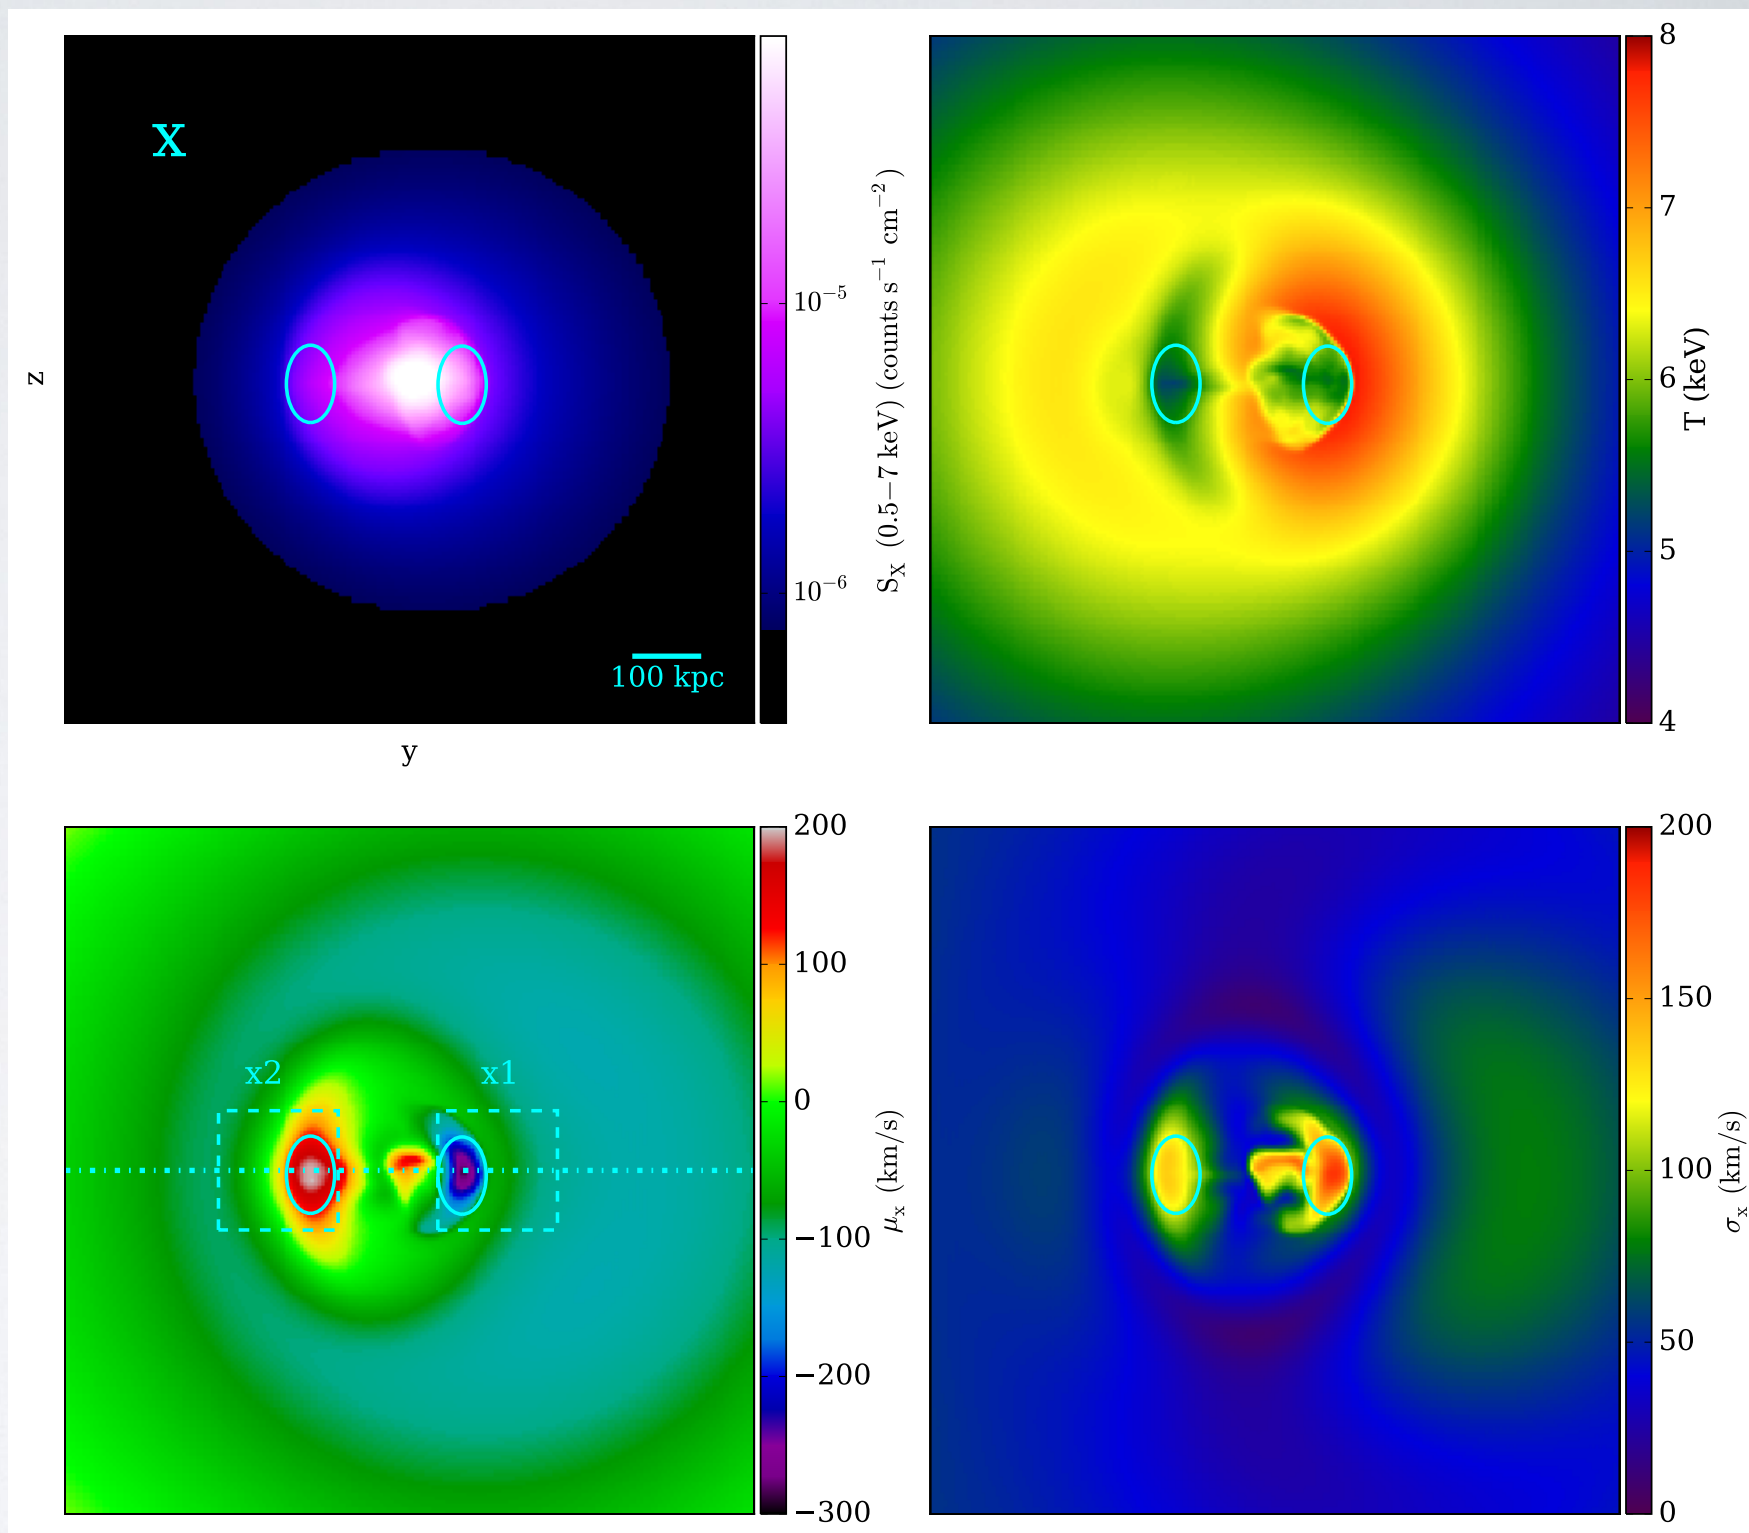 x
z
y
100 kpc
10⁻⁵
10⁻⁶
S_X (0.5−7 keV) (counts s⁻¹ cm⁻²)
8
7
6
5
4
T (keV)
x2
x1
200
100
0
−100
−200
−300
μ_x (km/s)
200
150
100
50
0
σ_x (km/s)